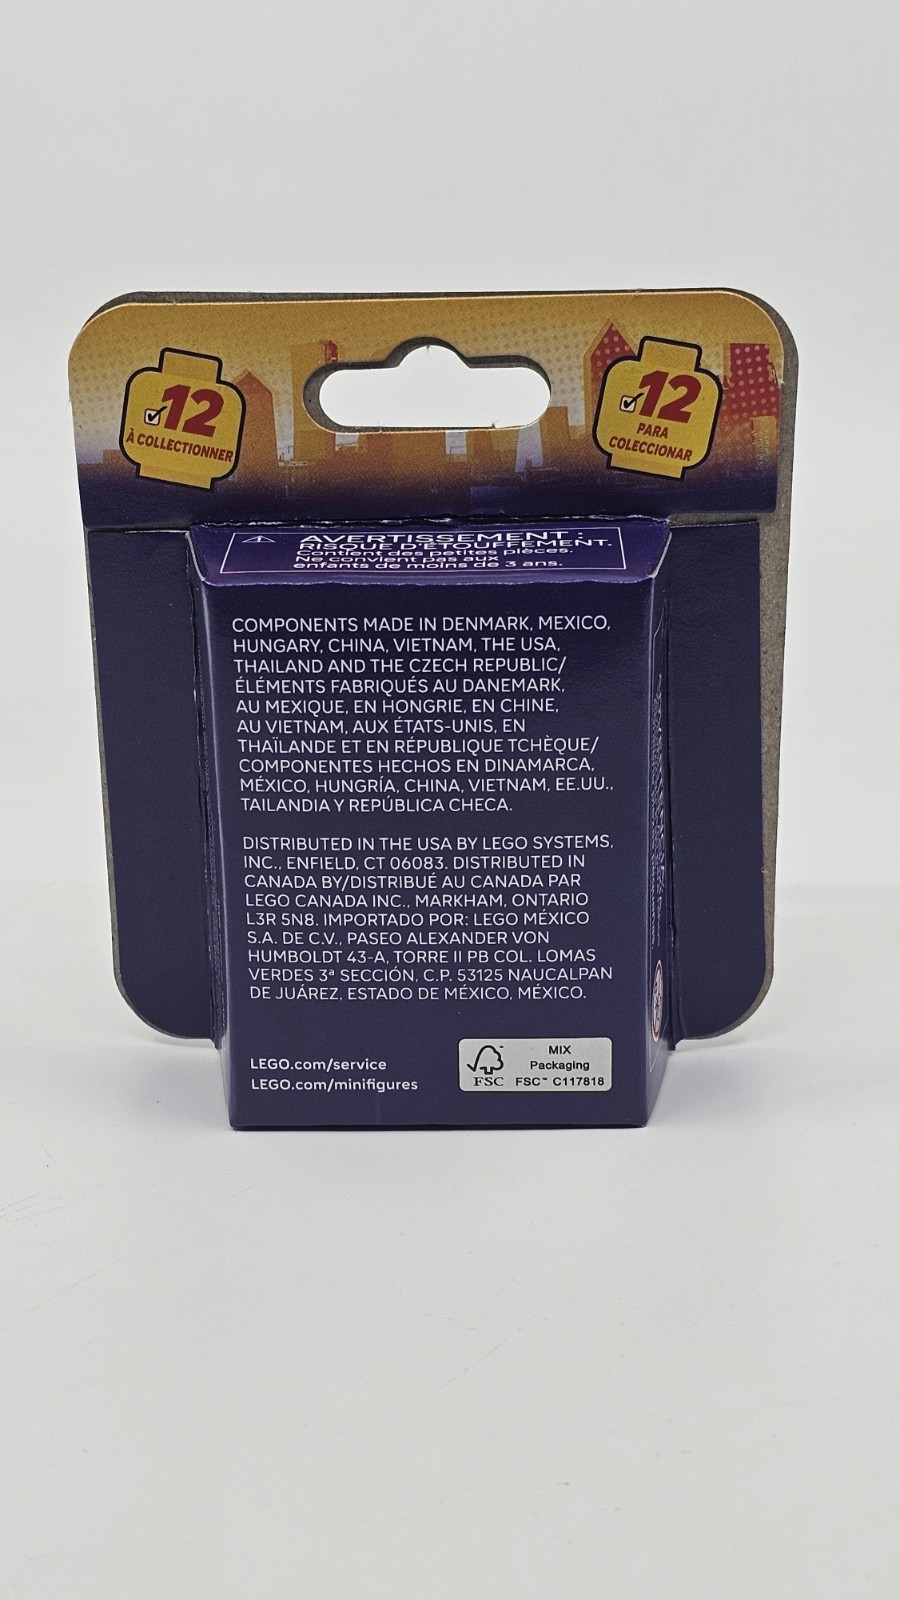 12
À COLLECTIONNER
12
PARA
COLECCIONAR
AVERTISSEMENT :
RISQUE D'ÉTOUFFEMENT.
Contient des petites pièces.
Ne convient pas aux
enfants de moins de 3 ans.
COMPONENTS MADE IN DENMARK, MEXICO,
HUNGARY, CHINA, VIETNAM, THE USA,
THAILAND AND THE CZECH REPUBLIC/
ÉLÉMENTS FABRIQUÉS AU DANEMARK,
AU MEXIQUE, EN HONGRIE, EN CHINE,
AU VIETNAM, AUX ÉTATS-UNIS, EN
THAÏLANDE ET EN RÉPUBLIQUE TCHÈQUE/
COMPONENTES HECHOS EN DINAMARCA,
MÉXICO, HUNGRÍA, CHINA, VIETNAM, EE.UU.,
TAILANDIA Y REPÚBLICA CHECA.
DISTRIBUTED IN THE USA BY LEGO SYSTEMS,
INC., ENFIELD, CT 06083. DISTRIBUTED IN
CANADA BY/DISTRIBUÉ AU CANADA PAR
LEGO CANADA INC., MARKHAM, ONTARIO
L3R 5N8. IMPORTADO POR: LEGO MÉXICO
S.A. DE C.V., PASEO ALEXANDER VON
HUMBOLDT 43-A, TORRE II PB COL. LOMAS
VERDES 3ª SECCIÓN, C.P. 53125 NAUCALPAN
DE JUÁREZ, ESTADO DE MÉXICO, MÉXICO.
LEGO.com/service
LEGO.com/minifigures
FSC
MIX
Packaging
FSC™ C117818